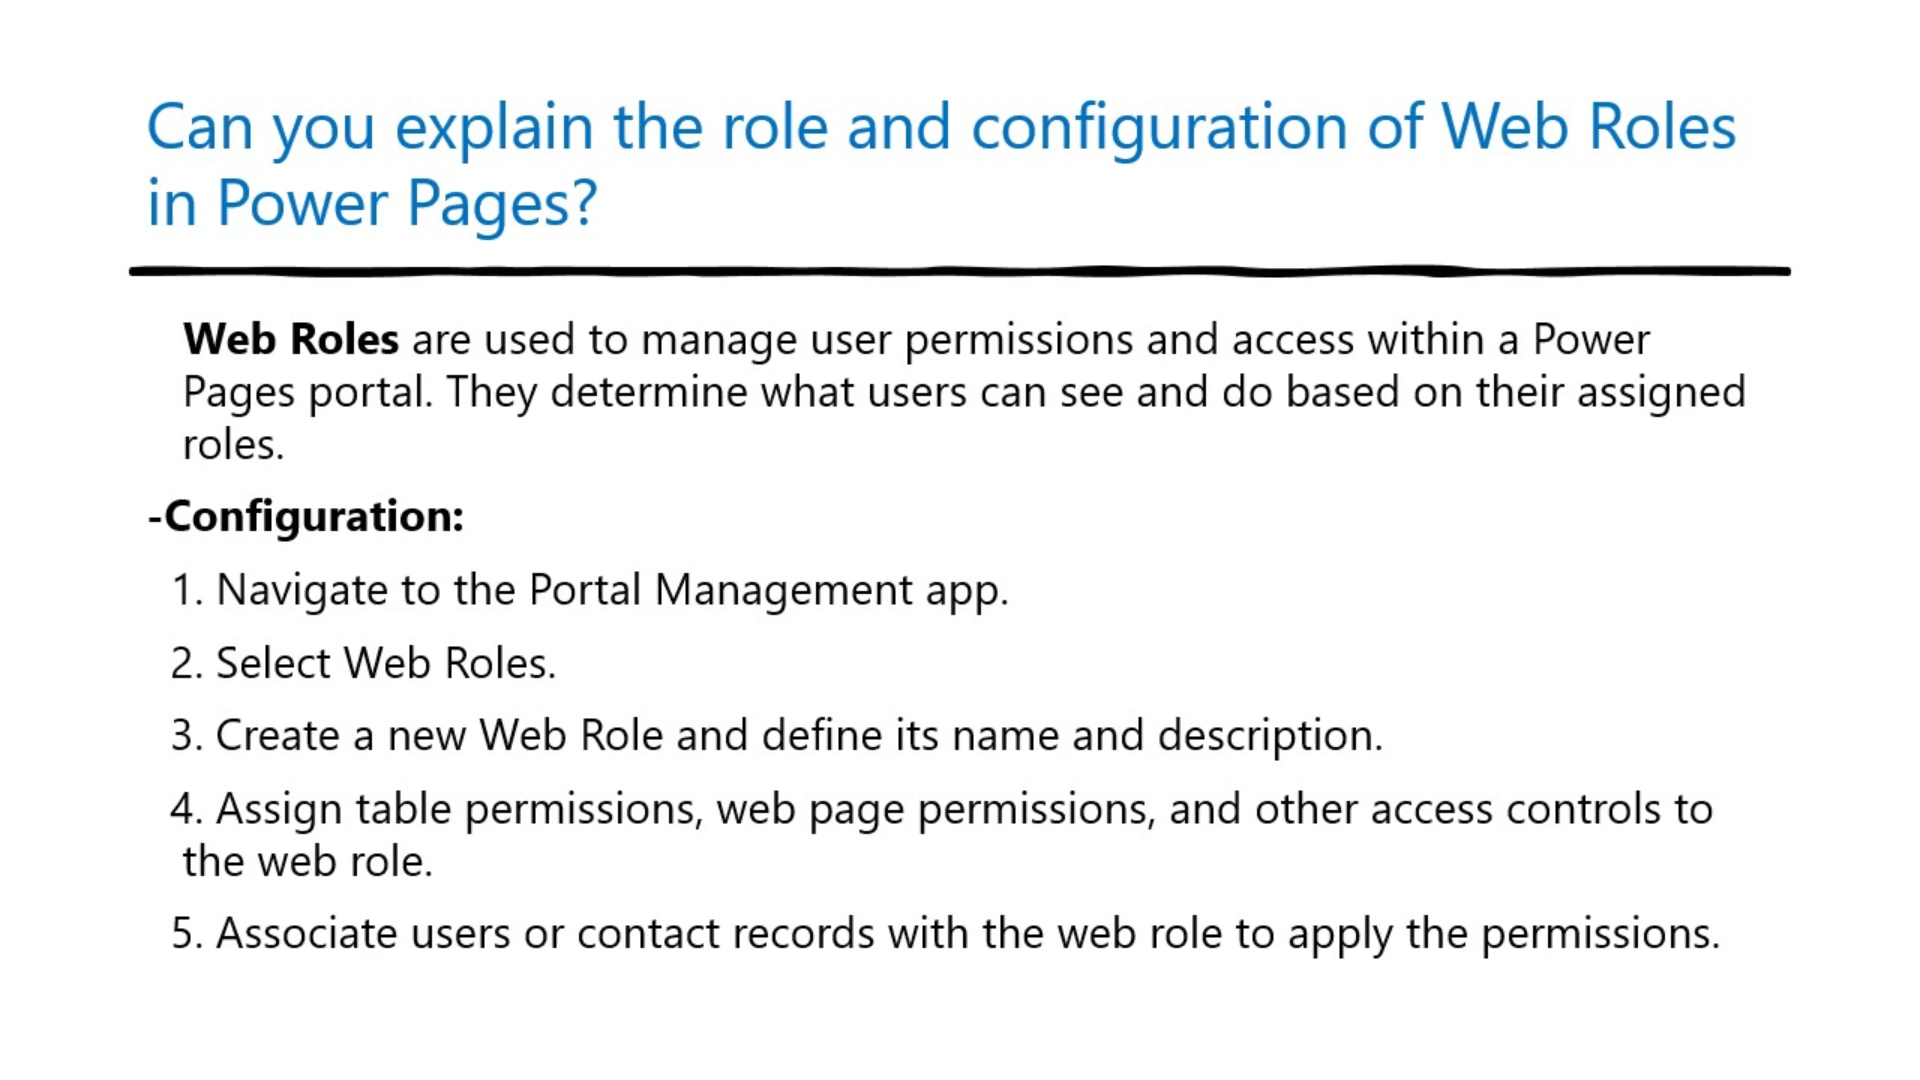 Can you explain the role and configuration of Web Roles
in Power Pages?
Web Roles are used to manage user permissions and access within a Power
Pages portal. They determine what users can see and do based on their assigned
roles.
-Configuration:
1. Navigate to the Portal Management app.
2. Select Web Roles.
3. Create a new Web Role and define its name and description.
4. Assign table permissions, web page permissions, and other access controls to
the web role.
5. Associate users or contact records with the web role to apply the permissions.